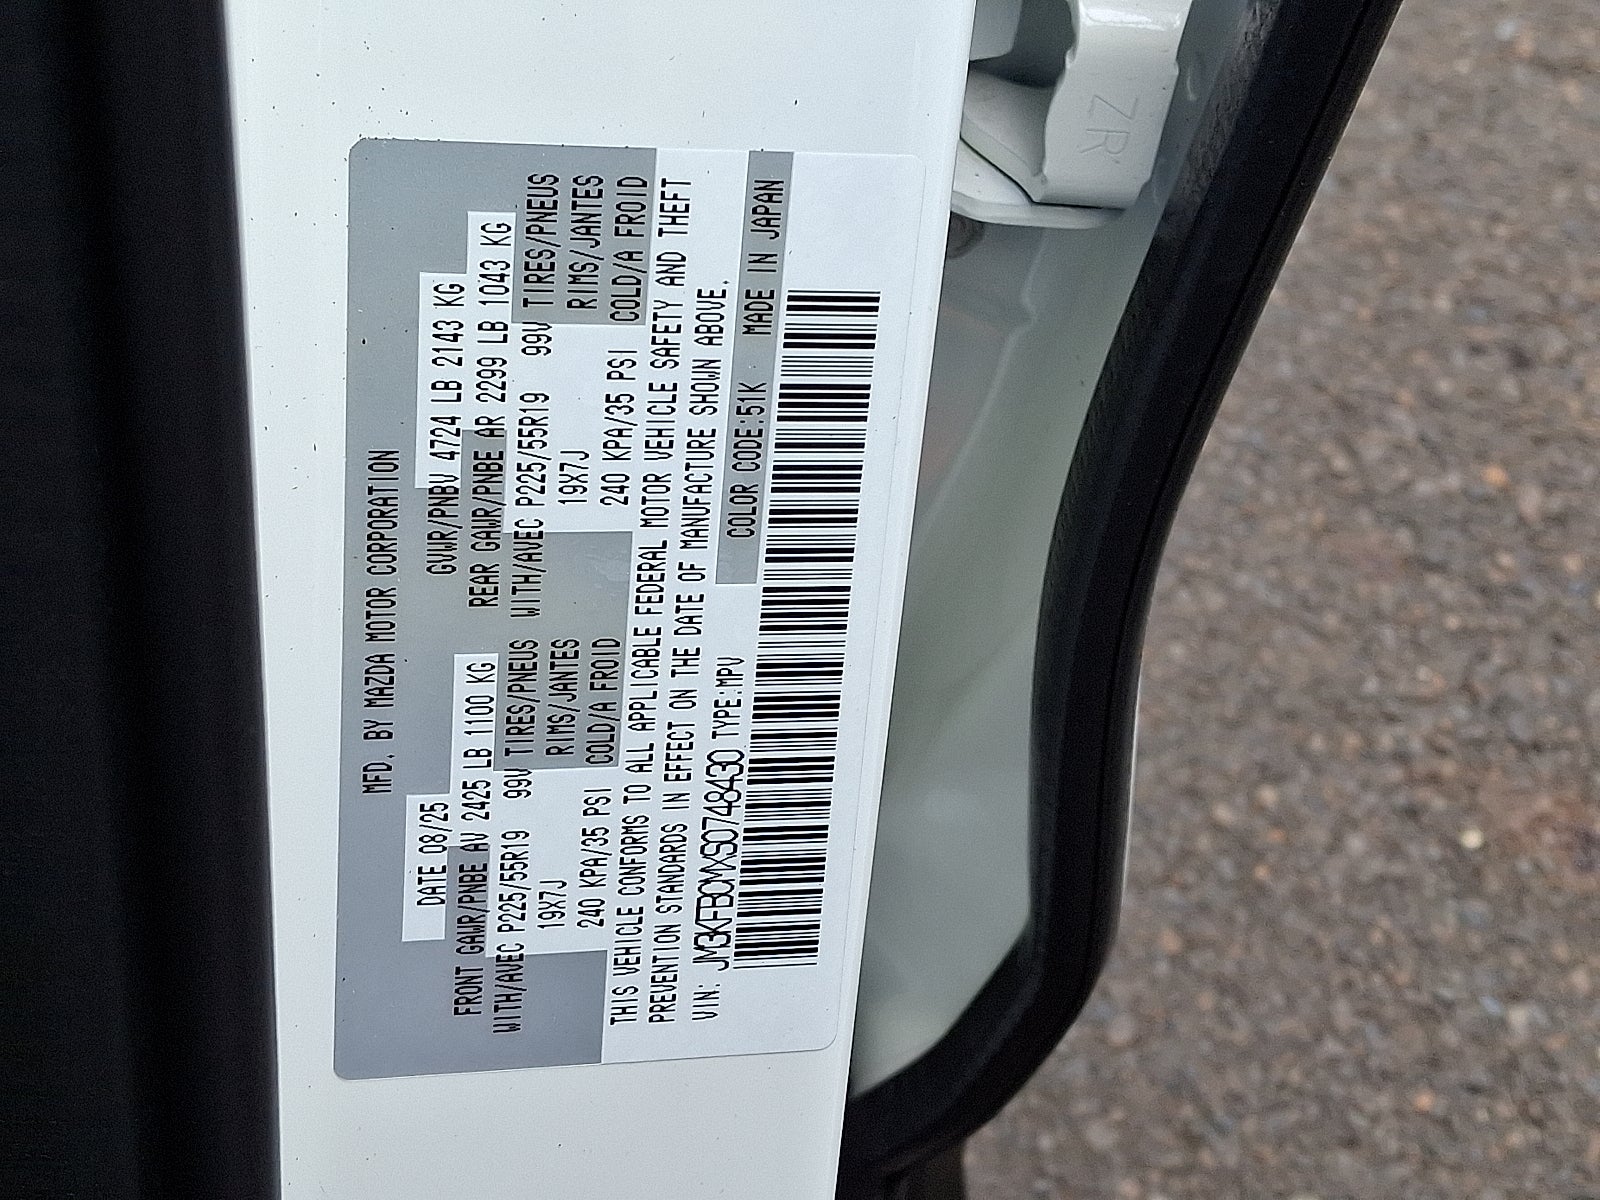 MFD. BY MAZDA MOTOR CORPORATION
DATE 08/25 GVWR/PNBV 4724 LB 2143 KG
FRONT GAWR/PNBE AV 2425 LB 1100 KG REAR GAWR/PNBE AR 2299 LB 1043 KG
WITH/AVEC P225/55R19 99V TIRES/PNEUS WITH/AVEC P225/55R19 99V TIRES/PNEUS
19X7J RIMS/JANTES 19X7J RIMS/JANTES
240 KPA/35 PSI COLD/A FROID 240 KPA/35 PSI COLD/A FROID
THIS VEHICLE CONFORMS TO ALL APPLICABLE FEDERAL MOTOR VEHICLE SAFETY AND THEFT
PREVENTION STANDARDS IN EFFECT ON THE DATE OF MANUFACTURE SHOWN ABOVE.
VIN: JM3KFBCMXS0748430 TYPE:MPV COLOR CODE:51K MADE IN JAPAN
ZR